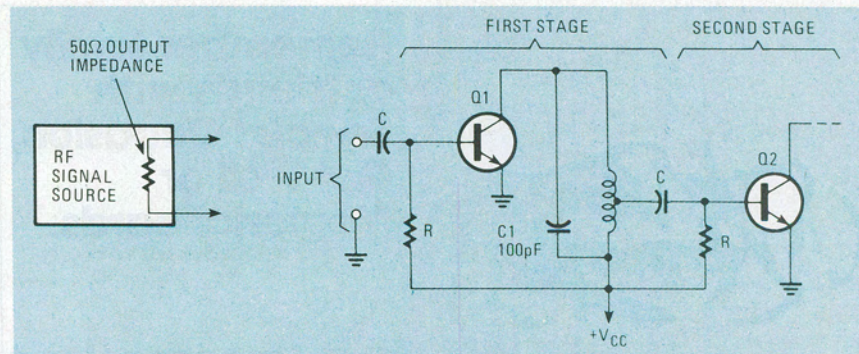 50Ω OUTPUT
IMPEDANCE
RF
SIGNAL
SOURCE
INPUT
FIRST STAGE
SECOND STAGE
Q1
C
R
C1
100pF
C
R
Q2
+VCC